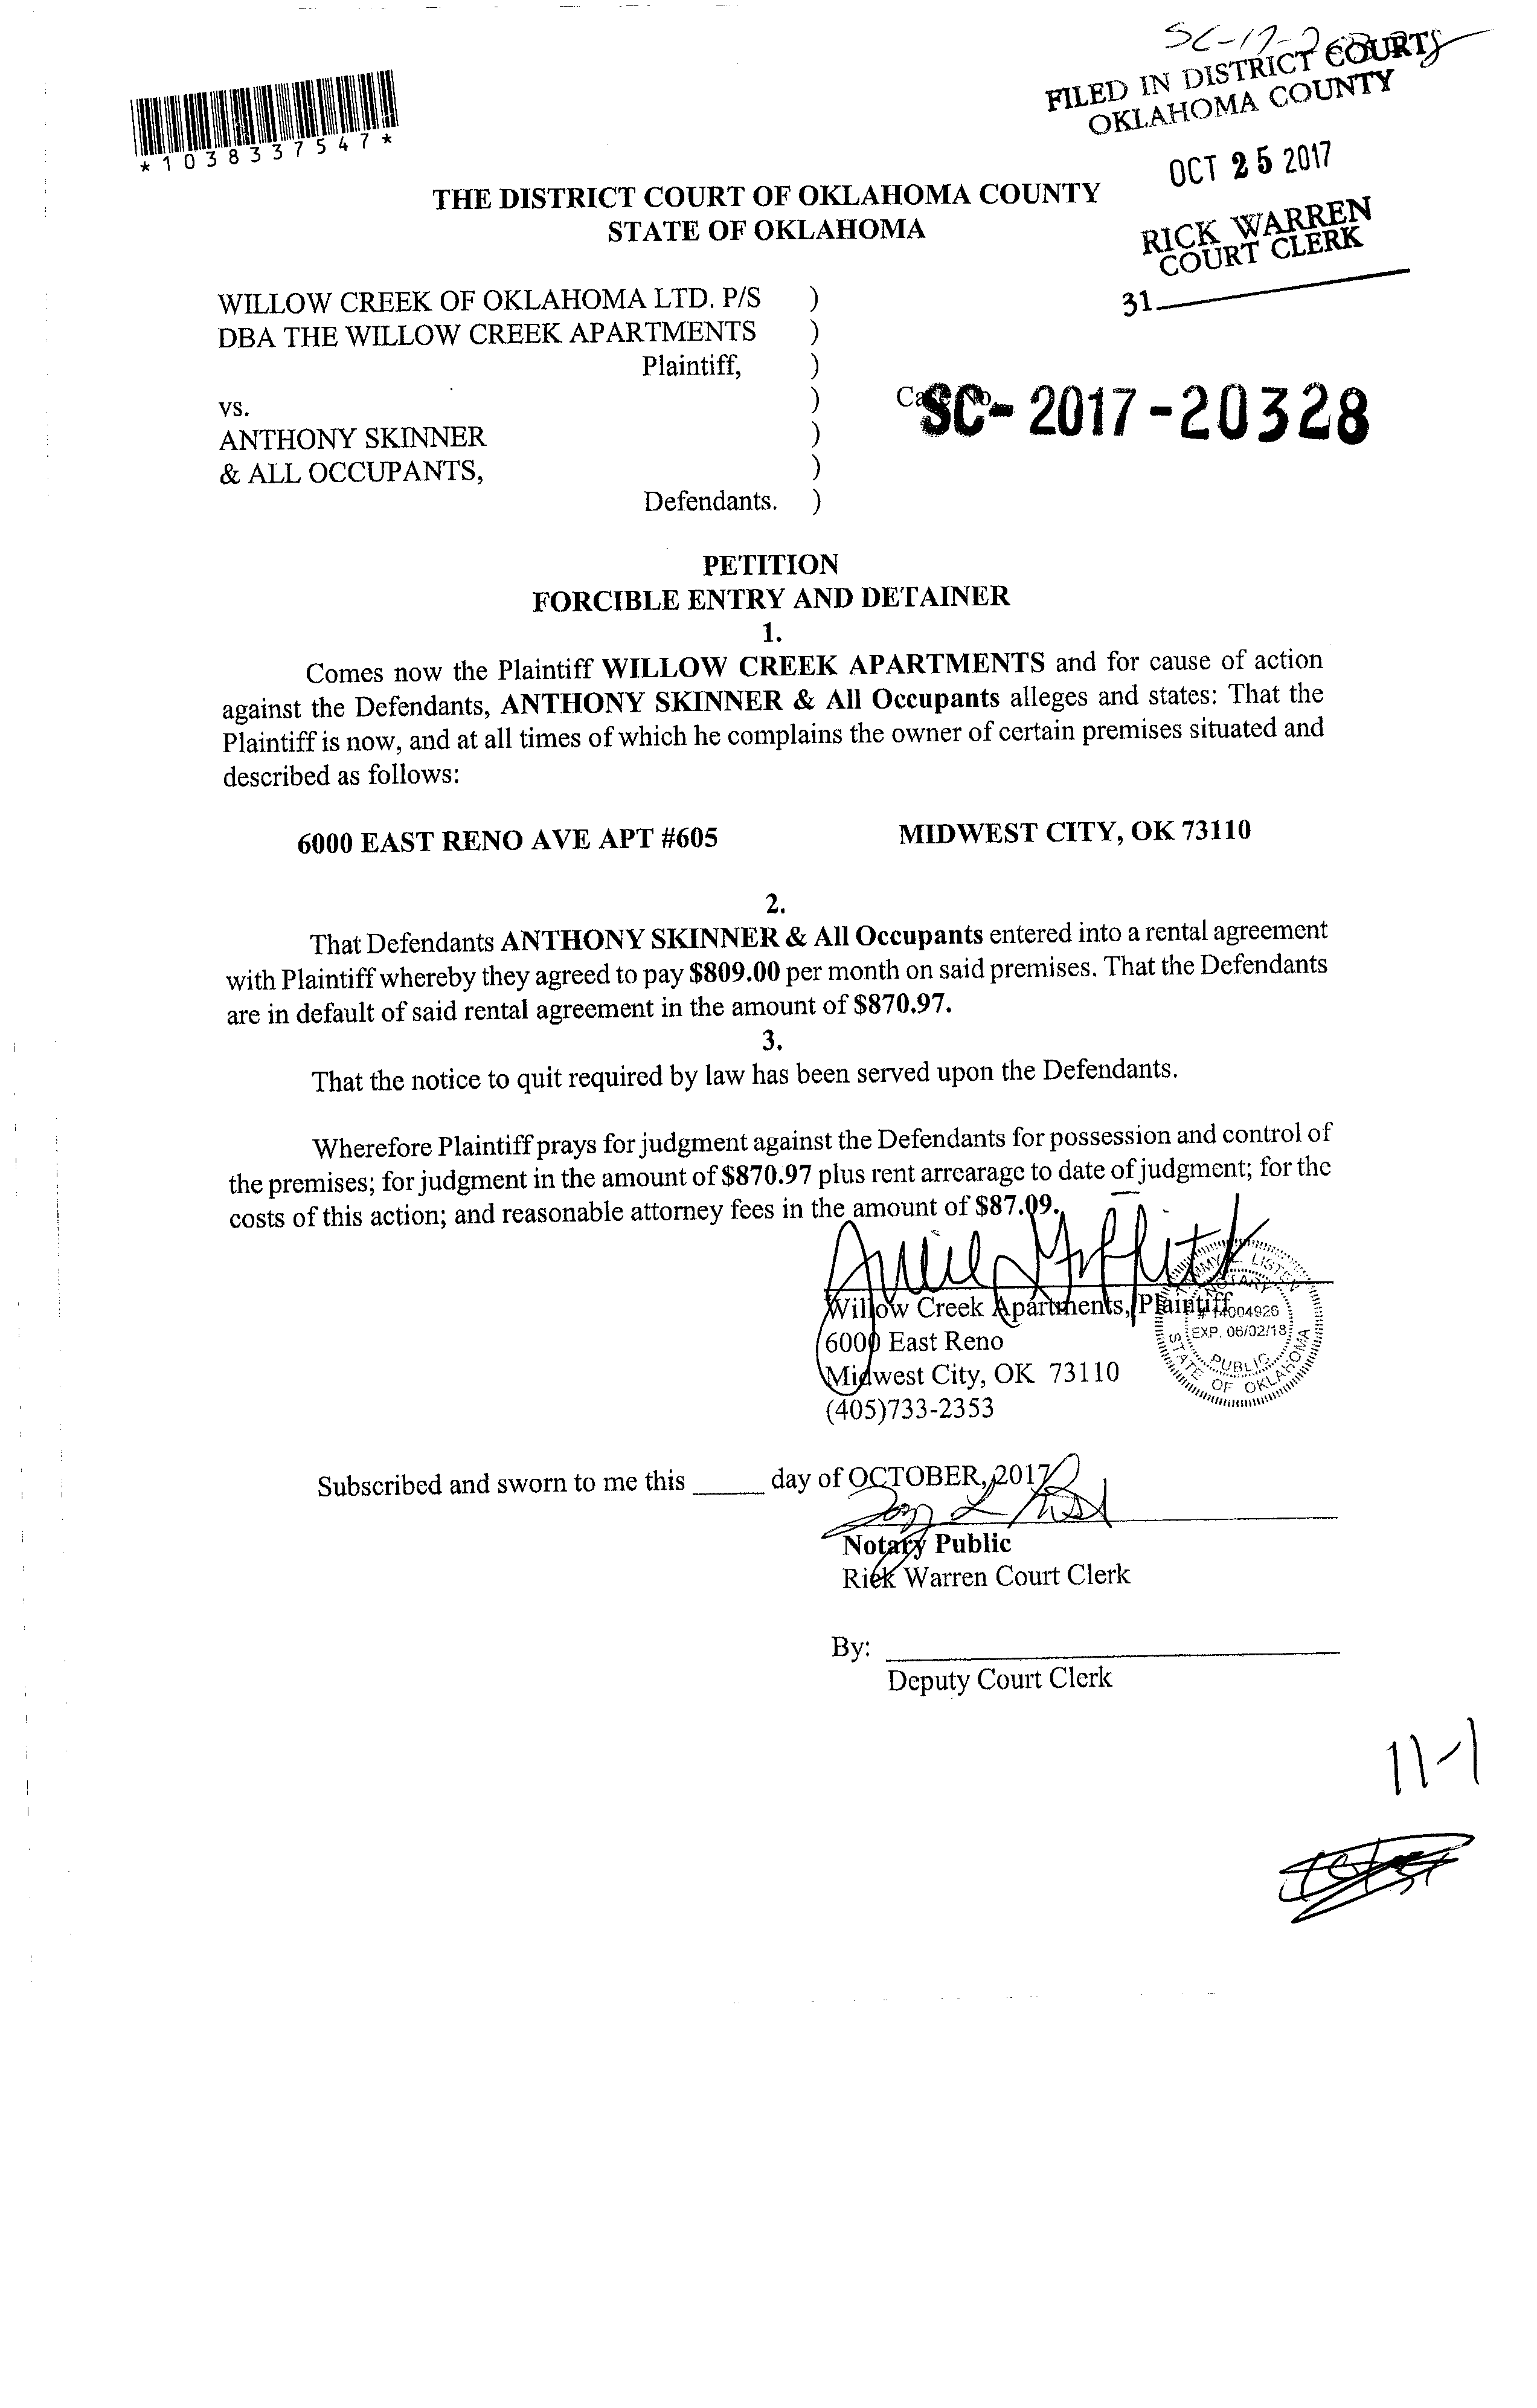 SC-17-
FILED IN DISTRICT COURT
OKLAHOMA COUNTY
*1038337547*
OCT 25 2017
THE DISTRICT COURT OF OKLAHOMA COUNTY
STATE OF OKLAHOMA
RICK WARREN
COURT CLERK
31
WILLOW CREEK OF OKLAHOMA LTD. P/S )
DBA THE WILLOW CREEK APARTMENTS )
Plaintiff, )
)
vs.
Case No. SC-2017-20328
ANTHONY SKINNER )
& ALL OCCUPANTS, )
Defendants. )
PETITION
FORCIBLE ENTRY AND DETAINER
1.
Comes now the Plaintiff WILLOW CREEK APARTMENTS and for cause of action
against the Defendants, ANTHONY SKINNER & All Occupants alleges and states: That the
Plaintiff is now, and at all times of which he complains the owner of certain premises situated and
described as follows:
6000 EAST RENO AVE APT #605 MIDWEST CITY, OK 73110
2.
That Defendants ANTHONY SKINNER & All Occupants entered into a rental agreement
with Plaintiff whereby they agreed to pay $809.00 per month on said premises. That the Defendants
are in default of said rental agreement in the amount of $870.97.
3.
That the notice to quit required by law has been served upon the Defendants.
Wherefore Plaintiff prays for judgment against the Defendants for possession and control of
the premises; for judgment in the amount of $870.97 plus rent arrearage to date of judgment; for the
costs of this action; and reasonable attorney fees in the amount of $87.09.
Willow Creek Apartments, Plaintiff
6000 East Reno
Midwest City, OK 73110
(405)733-2353
NOTARY
EXP. 06/02/18
PUBLIC
STATE OF OKLAHOMA
Subscribed and sworn to me this _____ day of OCTOBER, 2017
Notary Public
Rick Warren Court Clerk
By:
Deputy Court Clerk
11-1